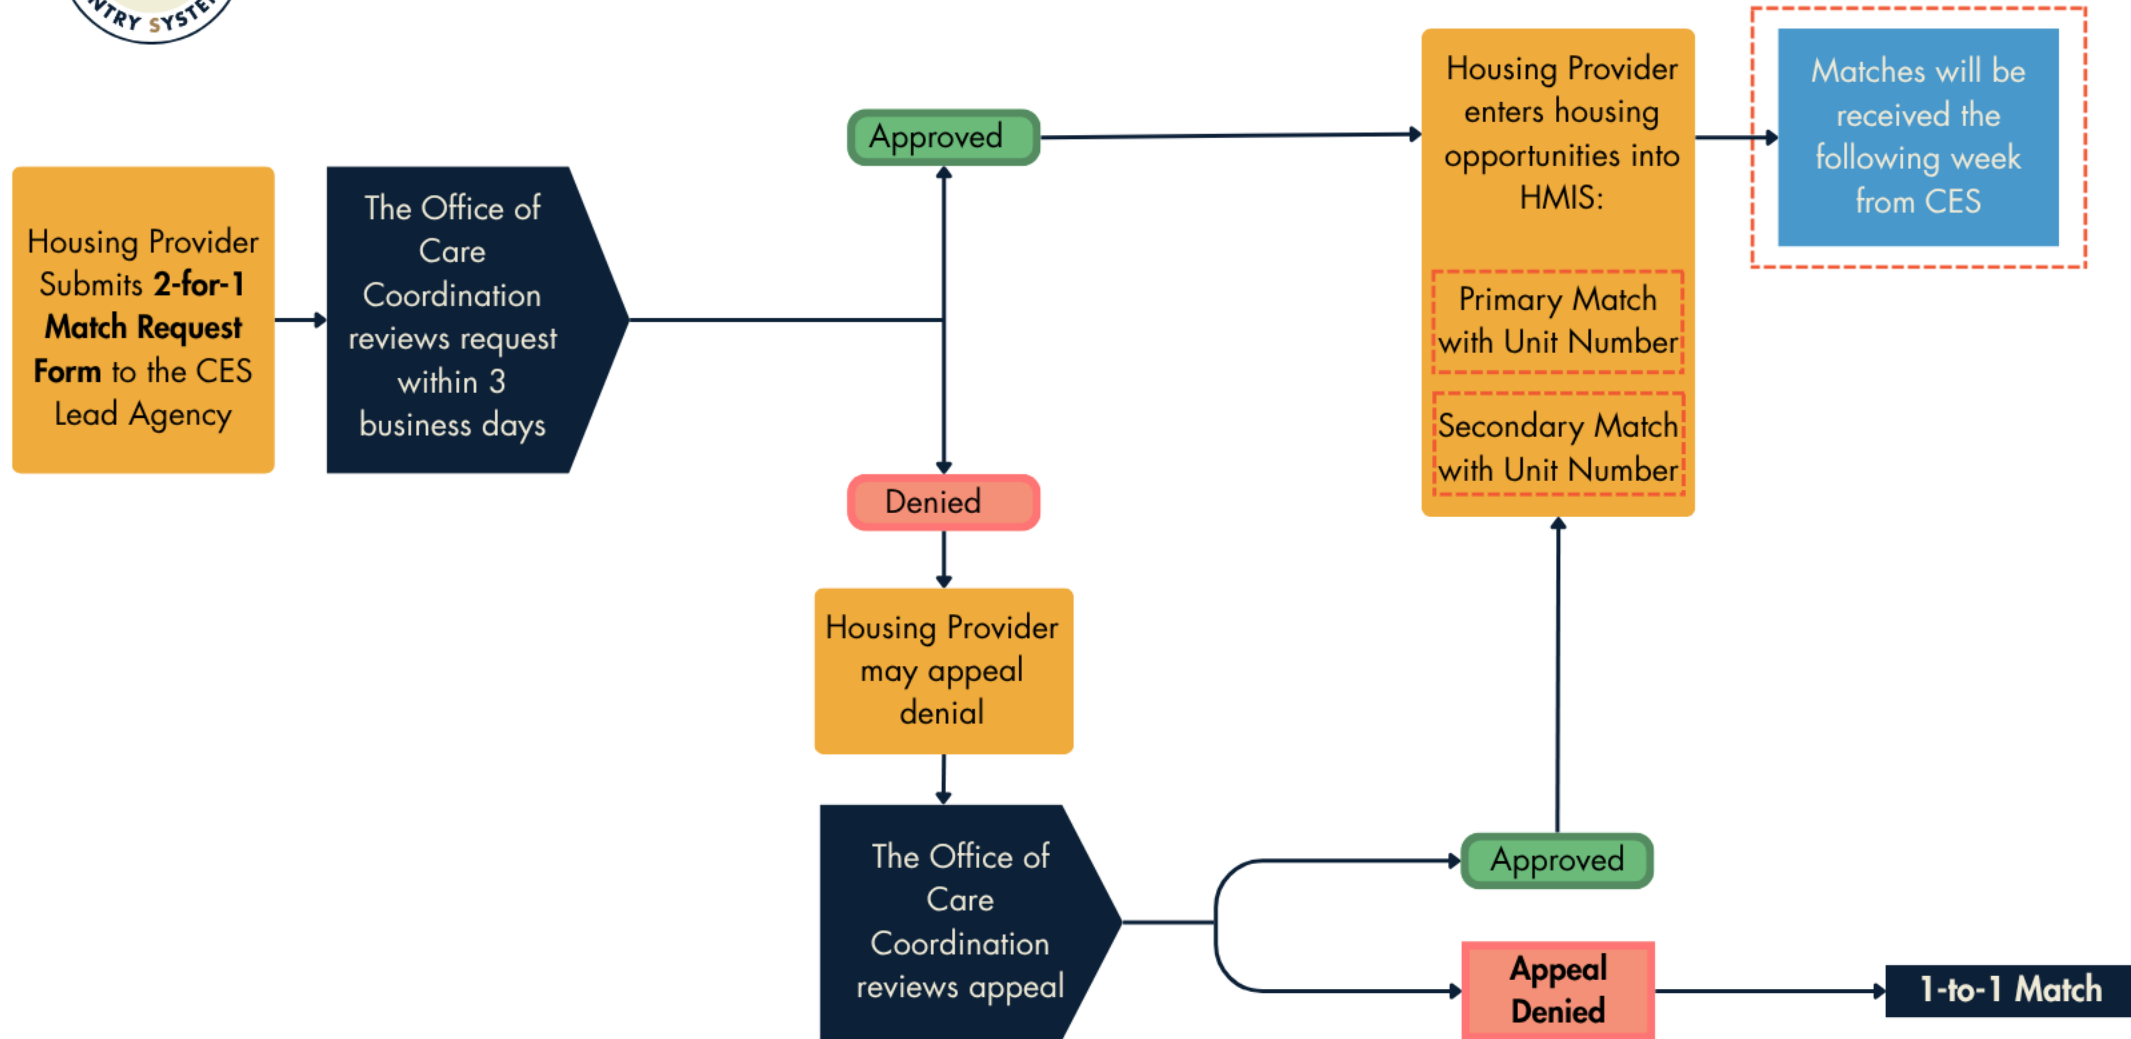 NTRY SYSTE
Housing Provider
Submits 2-for-1
Match Request
Form to the CES
Lead Agency
The Office of
Care
Coordination
reviews request
within 3
business days
Approved
Denied
Housing Provider
may appeal
denial
The Office of
Care
Coordination
reviews appeal
Housing Provider
enters housing
opportunities into
HMIS:
Primary Match
with Unit Number
Secondary Match
with Unit Number
Matches will be
received the
following week
from CES
Approved
Appeal
Denied
1-to-1 Match